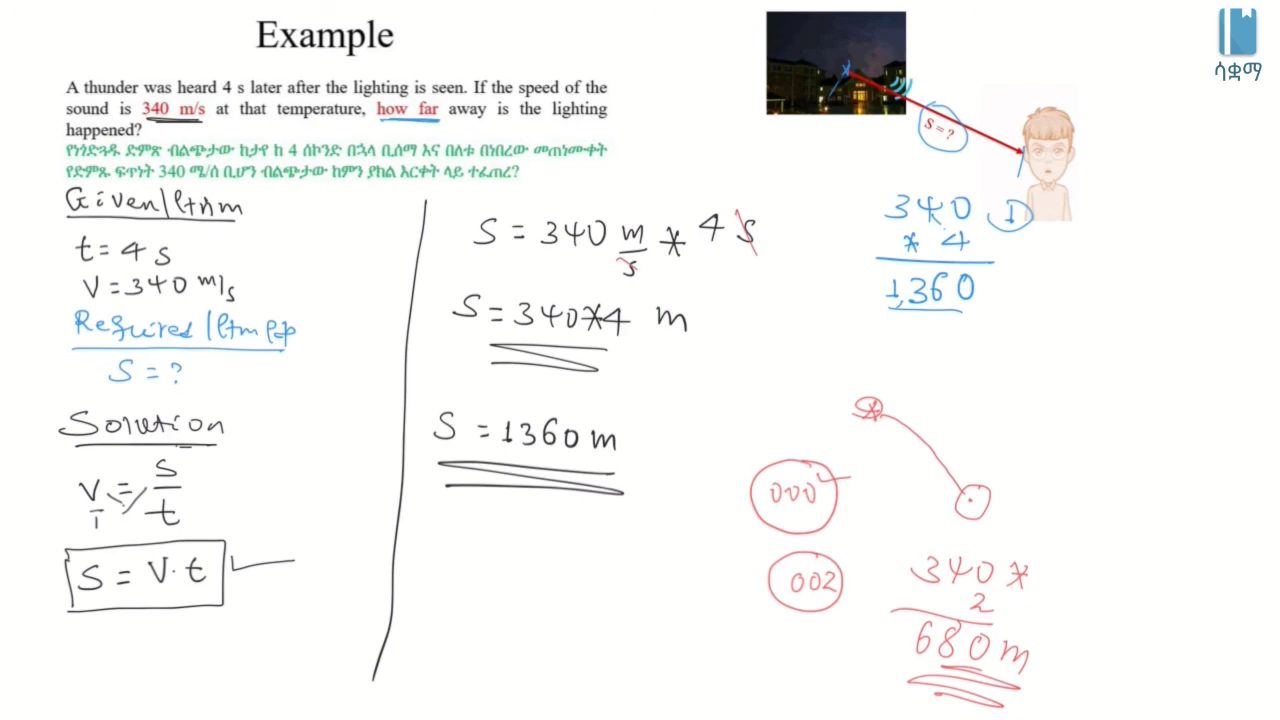 Example
ሳቋማ
A thunder was heard 4 s later after the lighting is seen. If the speed of the
sound is 340 m/s at that temperature, how far away is the lighting
happened?
የነጎድጓዱ ድምጽ ብልጭታው ከታየ ከ 4 ሰኮንድ በኋላ ቢሰማ እና በለቱ በነበረው መጠነሙቀት
የድምጹ ፍጥነት 340 ሜ/ሰ ቢሆን ብልጭታው ከምን ያክል እርቀት ላይ ተፈጠረ?
S = ?
Given/
t = 4 s
V = 340 m/s
Required/
S = ?
Solution
V = s/t
1
S = V · t
S = 340 m/s * 4 s
S = 340*4 m
S = 1360 m
340
* 4
1,360
000
002
340 *
2
680 m